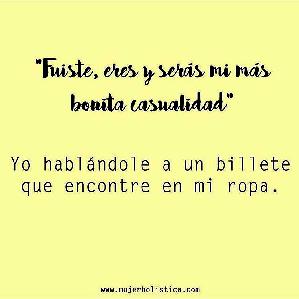 "Fuiste, eres y serás mi más
bonita casualidad"
Yo hablándole a un billete
que encontre en mi ropa.
www.mujerholistica.com